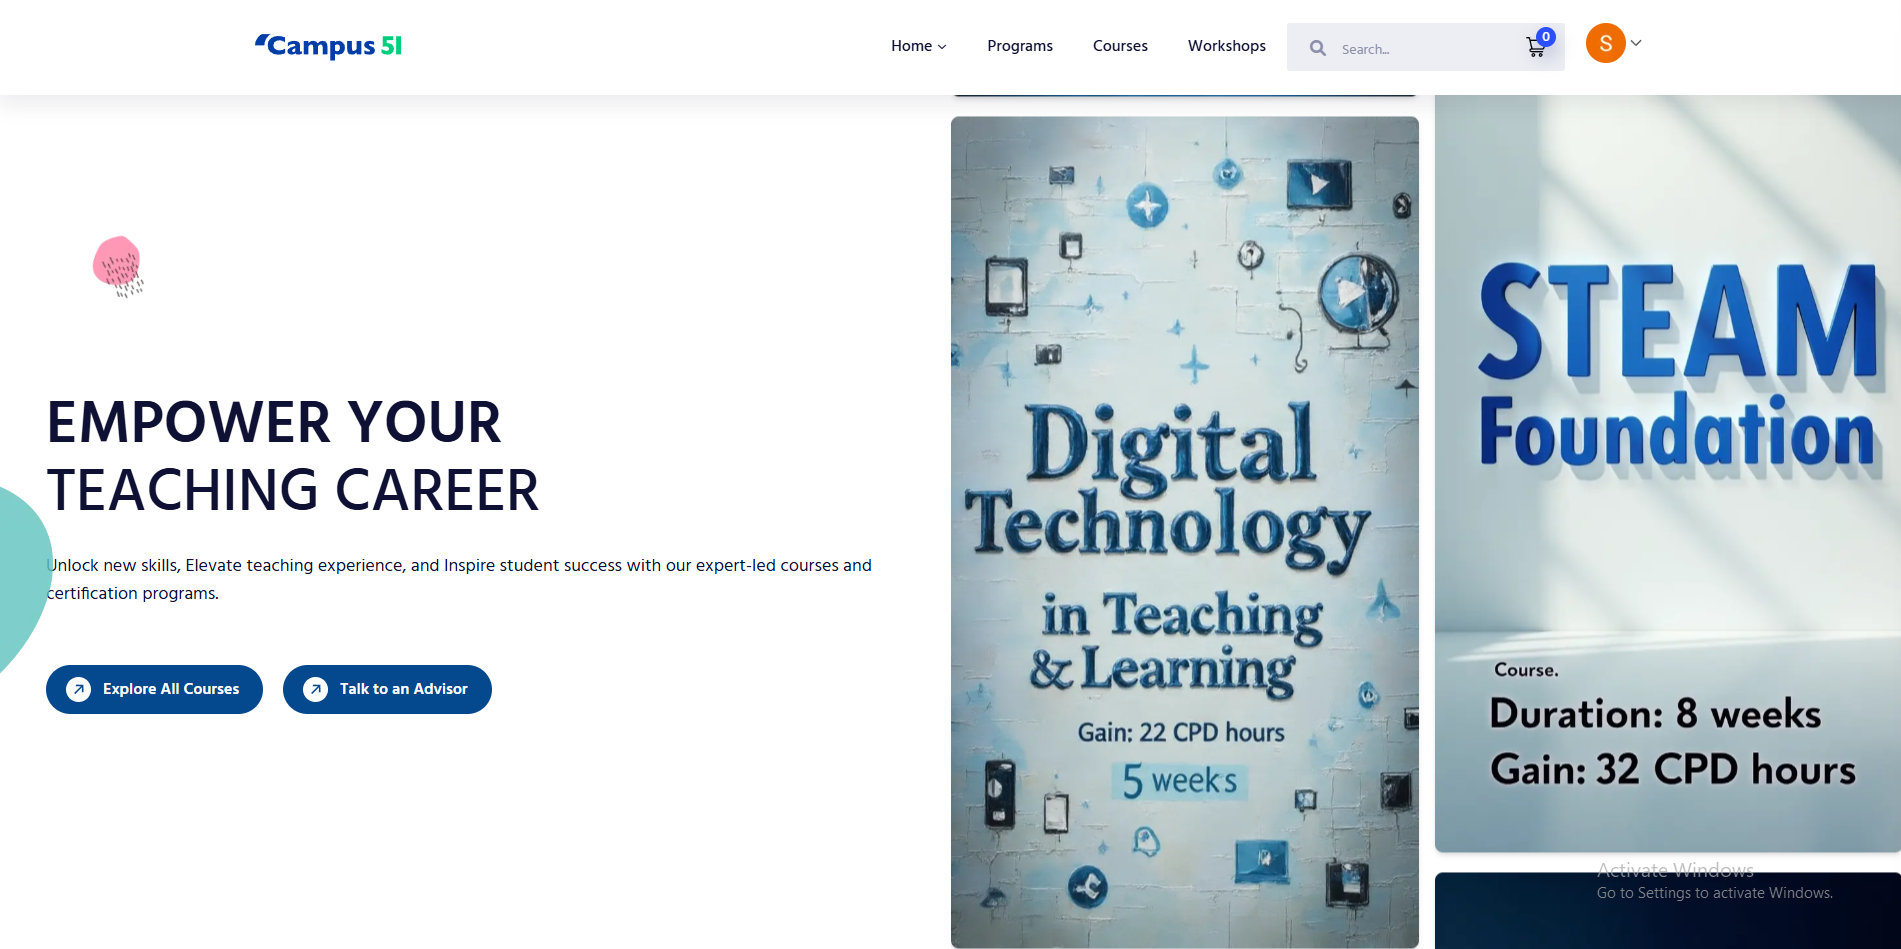 Campus 51
Home
Programs
Courses
Workshops
Search...
0
S
EMPOWER YOUR
TEACHING CAREER
Unlock new skills, Elevate teaching experience, and Inspire student success with our expert-led courses and
certification programs.
Explore All Courses
Talk to an Advisor
Digital
Technology
in Teaching
& Learning
Gain: 22 CPD hours
5 weeks
STEAM
Foundation
Course.
Duration: 8 weeks
Gain: 32 CPD hours
Activate Windows
Go to Settings to activate Windows.